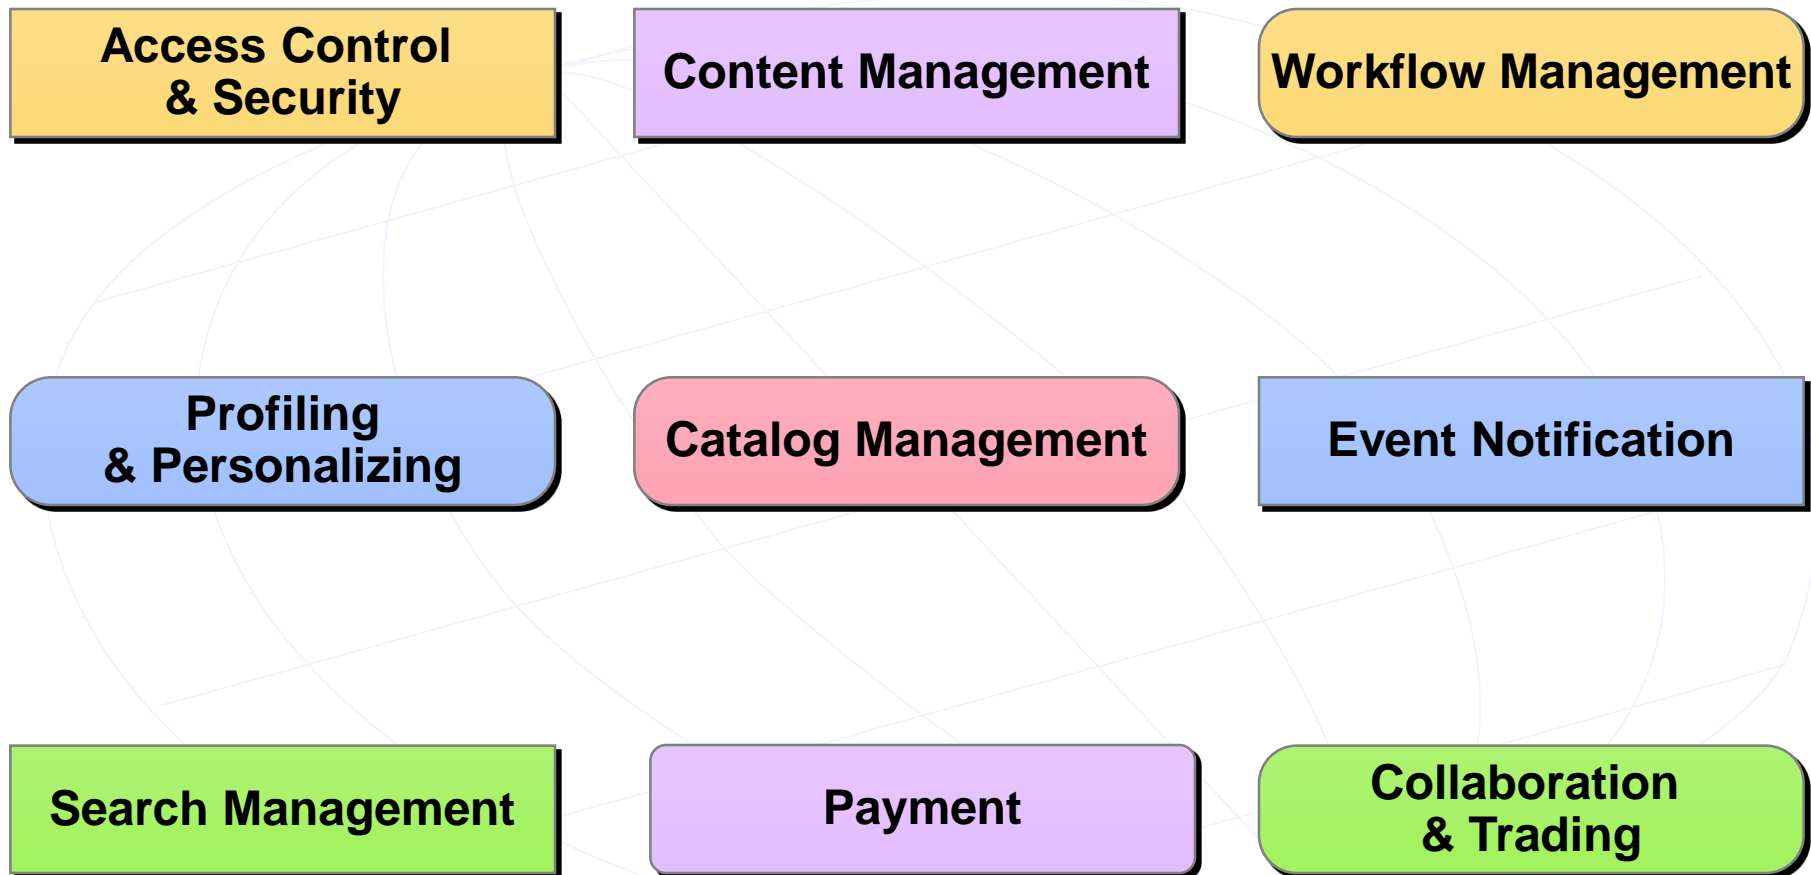 Access Control
& Security
Content Management
Workflow Management
Profiling
& Personalizing
Catalog Management
Event Notification
Search Management
Payment
Collaboration
& Trading